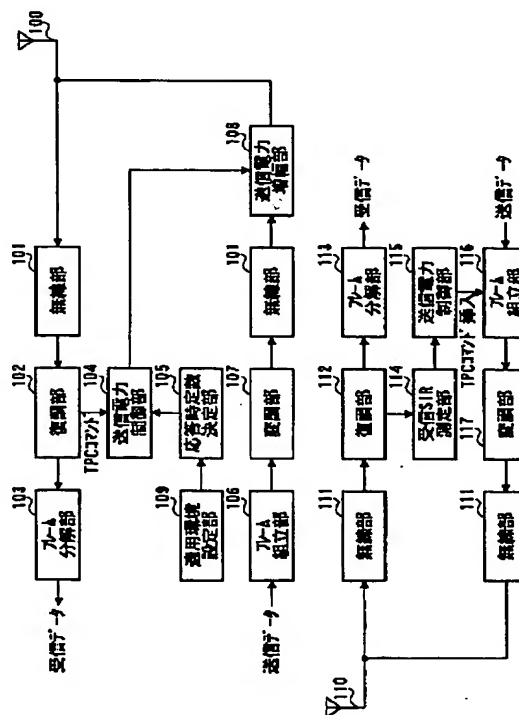 100
101
無線部
102
復調部
103
フレーム
分解部
受信データ
TPCコマンド
104
送信電力
制御部
105
応答時定数
決定部
109
適用環境
設定部
108
送信電力
増幅部
101
無線部
107
変調部
106
フレーム
組立部
送信データ
110
111
無線部
112
復調部
113
フレーム
分解部
受信データ
114
受信SIR
測定部
115
送信電力
制御部
TPCコマンド挿入
116
フレーム
組立部
送信データ
117
変調部
111
無線部